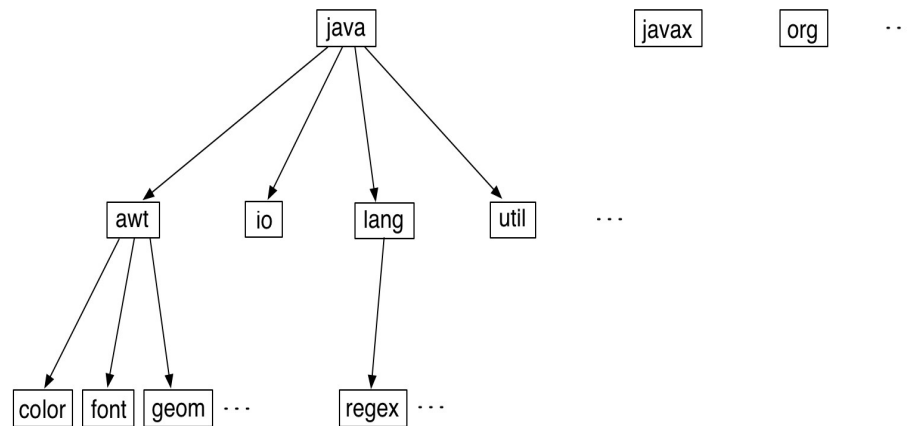 java javax org ..
awt io lang util ...
color font geom ... regex ...